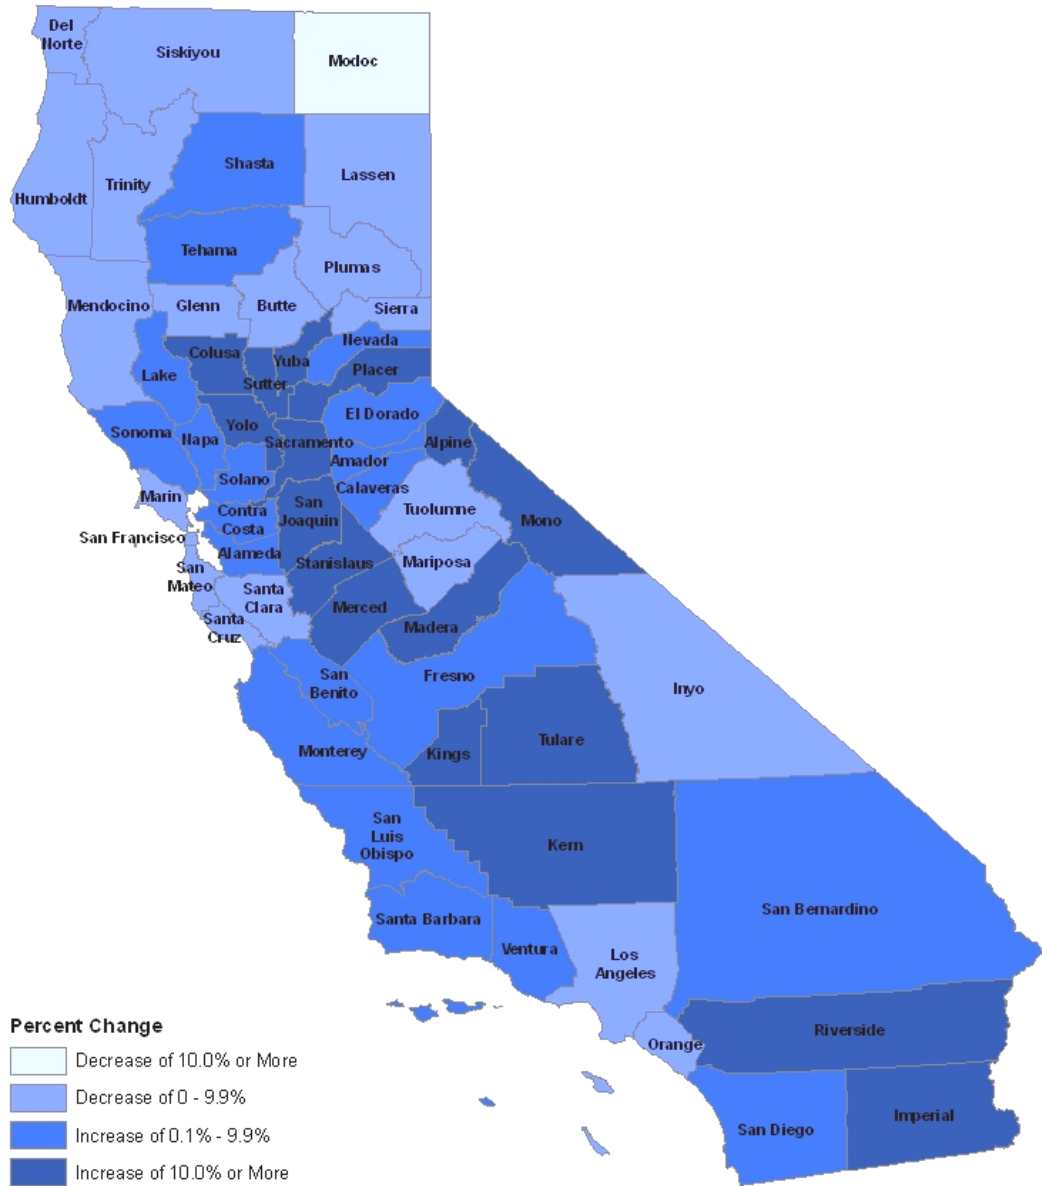 Del
Norte
Siskiyou
Modoc
Shasta
Lassen
Trinity
Humboldt
Tehama
Plumas
Mendocino
Glenn
Butte
Sierra
Nevada
Colusa
Yuba
Placer
Lake
Sutter
El Dorado
Yolo
Sonoma
Napa
Sacramento
Alpine
Amador
Solano
Calaveras
Marin
San
Joaquin
Tuolumne
Contra
Costa
Mono
San Francisco
Alameda
Stanislaus
Mariposa
San
Mateo
Santa
Clara
Merced
Santa
Cruz
Madera
San
Benito
Fresno
Inyo
Monterey
Kings
Tulare
San
Luis
Obispo
Kern
San Bernardino
Santa Barbara
Ventura
Los
Angeles
Riverside
Orange
Imperial
San Diego
Percent Change
Decrease of 10.0% or More
Decrease of 0 - 9.9%
Increase of 0.1% - 9.9%
Increase of 10.0% or More